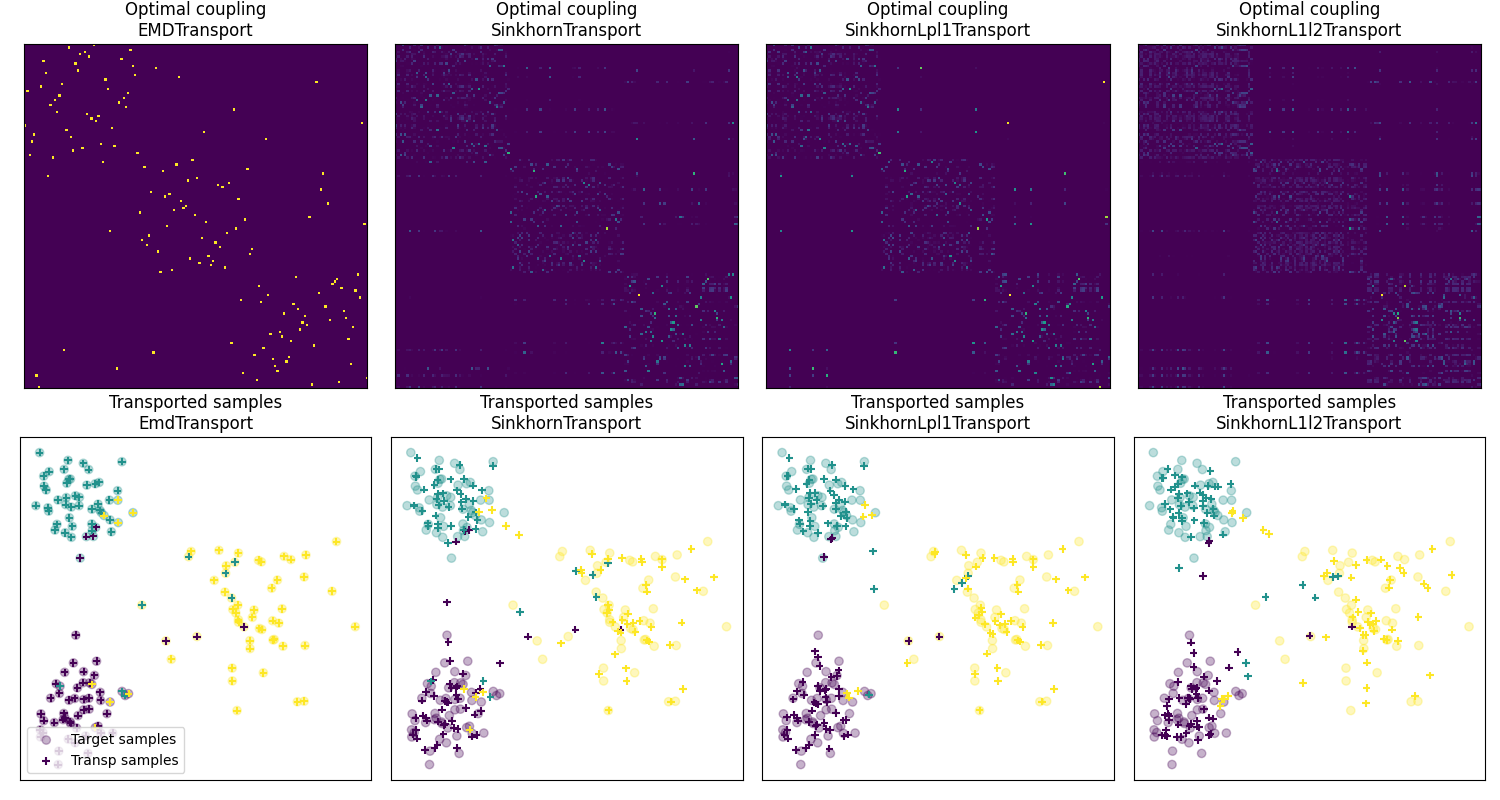 Optimal coupling
EMDTransport
Optimal coupling
SinkhornTransport
Optimal coupling
SinkhornLpl1Transport
Optimal coupling
SinkhornL1l2Transport
Transported samples
EmdTransport
Transported samples
SinkhornTransport
Transported samples
SinkhornLpl1Transport
Transported samples
SinkhornL1l2Transport
Target samples
Transp samples